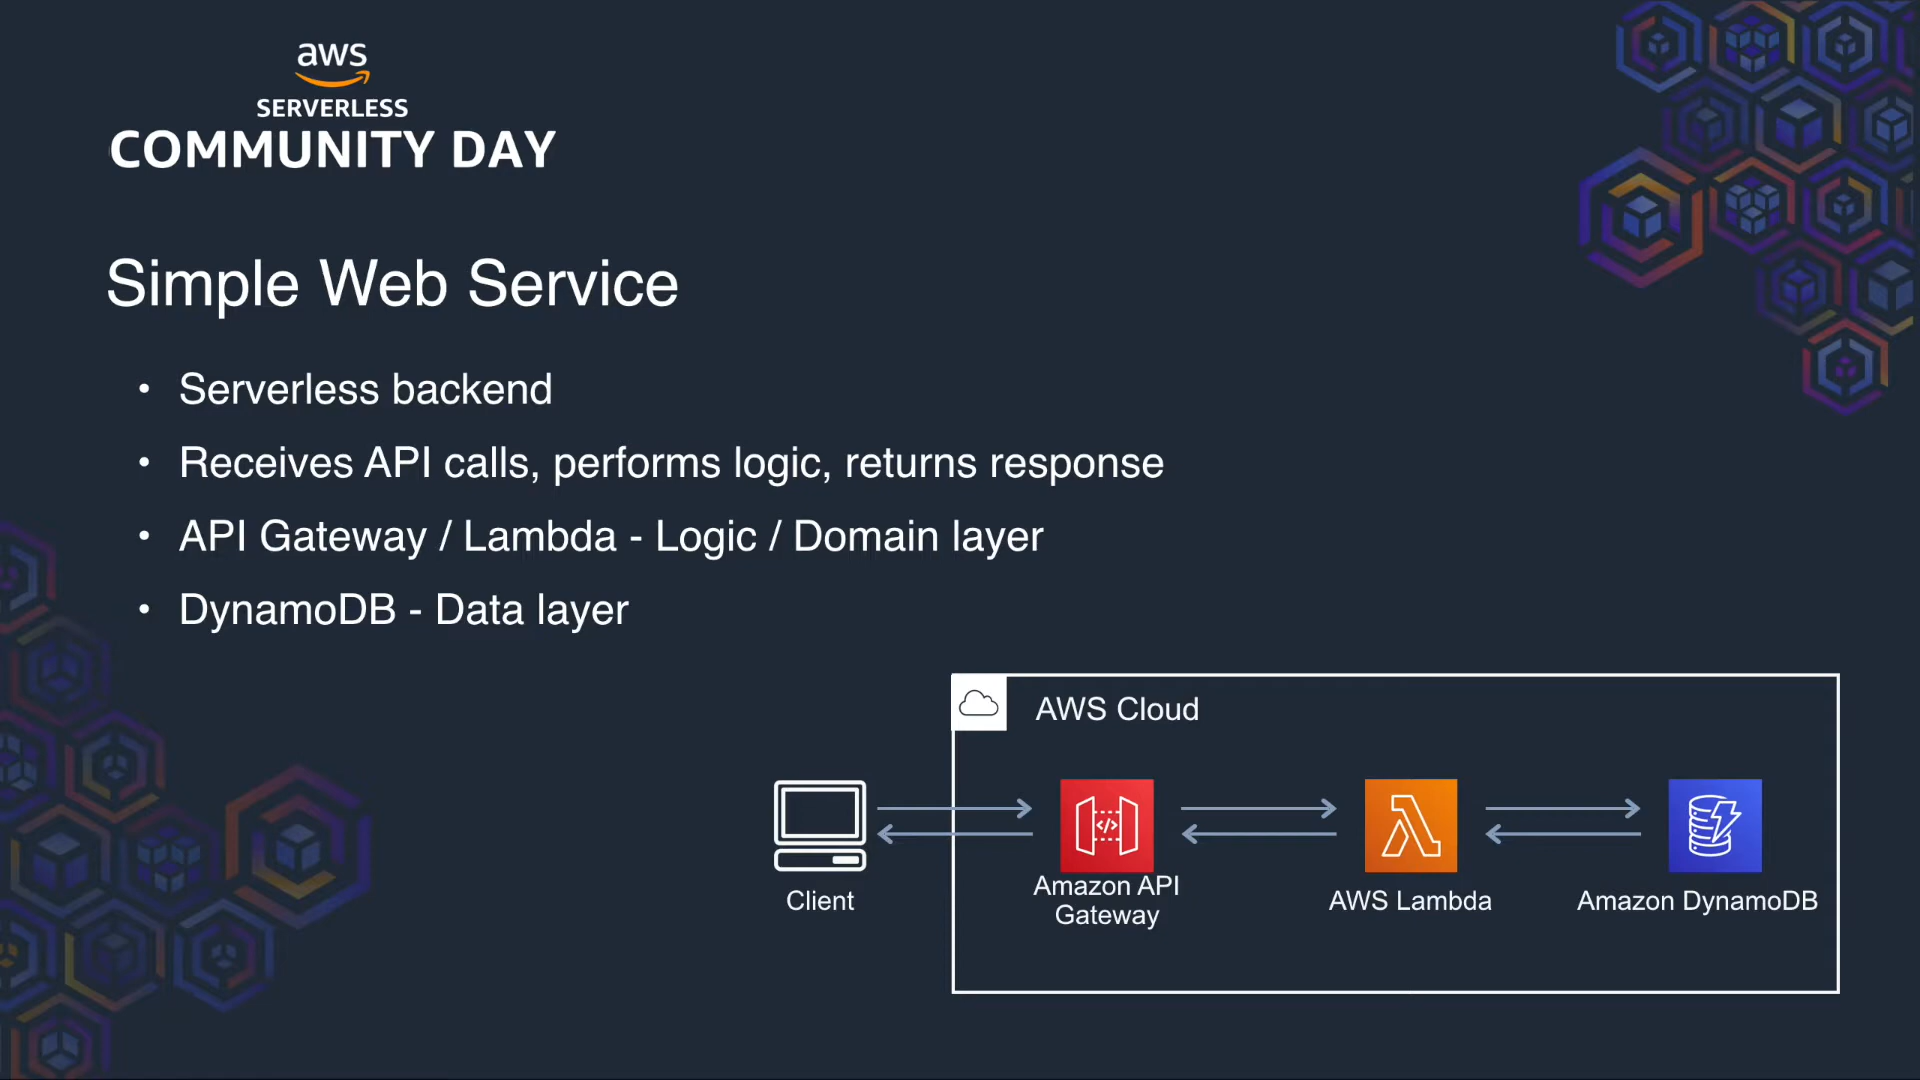 aws
SERVERLESS
COMMUNITY DAY
Simple Web Service
• Serverless backend
• Receives API calls, performs logic, returns response
• API Gateway / Lambda - Logic / Domain layer
• DynamoDB - Data layer
AWS Cloud
Client
Amazon API
Gateway
AWS Lambda
Amazon DynamoDB